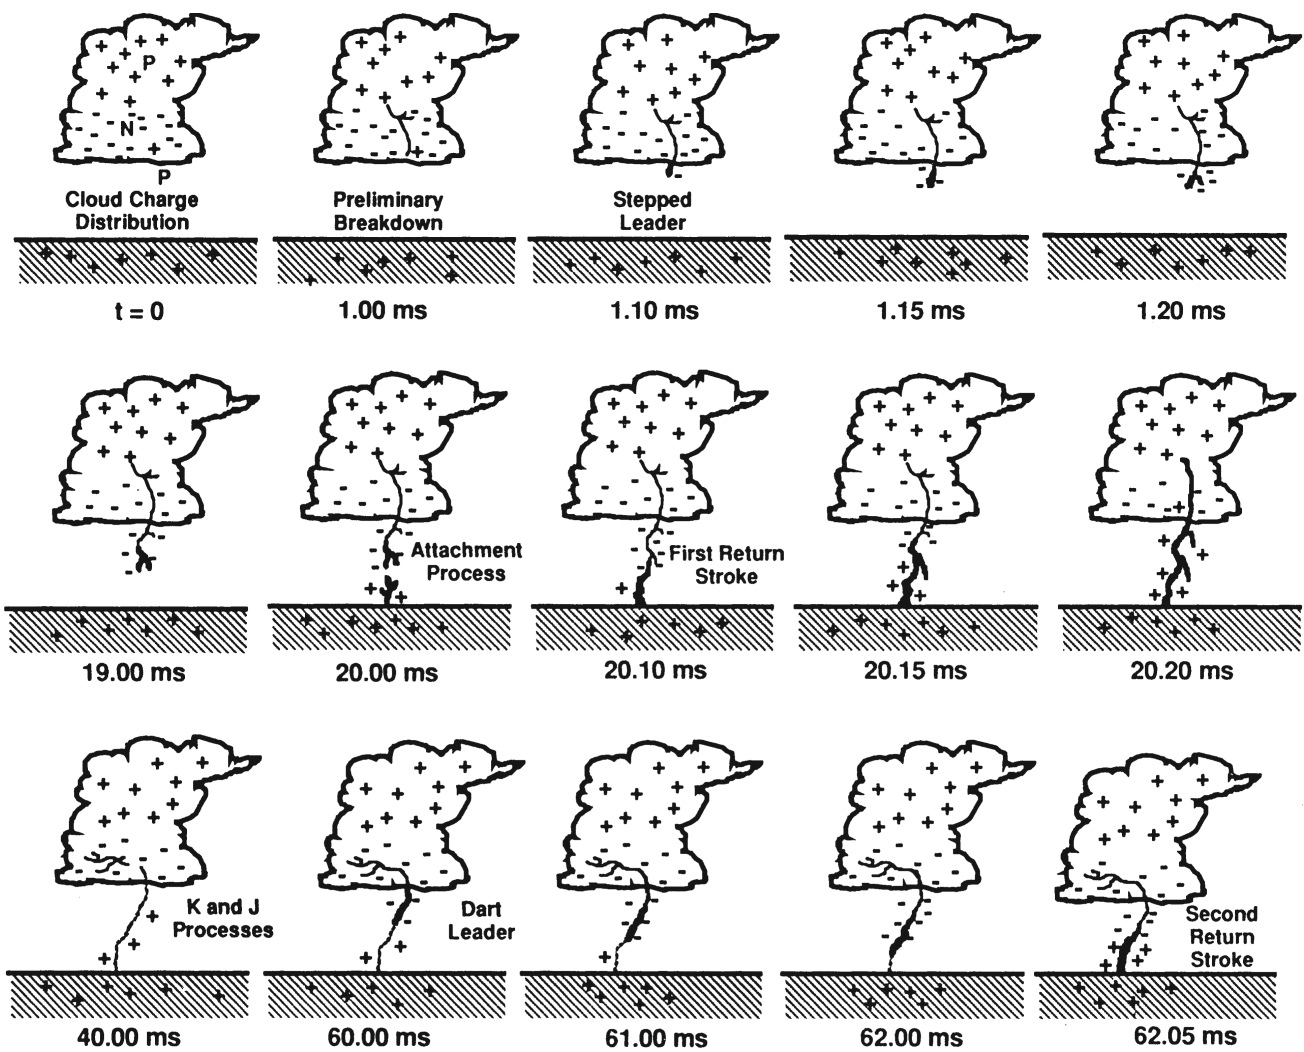 P
N
P
Cloud Charge
Distribution
Preliminary
Breakdown
Stepped
Leader
t = 0
1.00 ms
1.10 ms
1.15 ms
1.20 ms
Attachment
Process
First Return
Stroke
19.00 ms
20.00 ms
20.10 ms
20.15 ms
20.20 ms
K and J
Processes
Dart
Leader
Second
Return
Stroke
40.00 ms
60.00 ms
61.00 ms
62.00 ms
62.05 ms